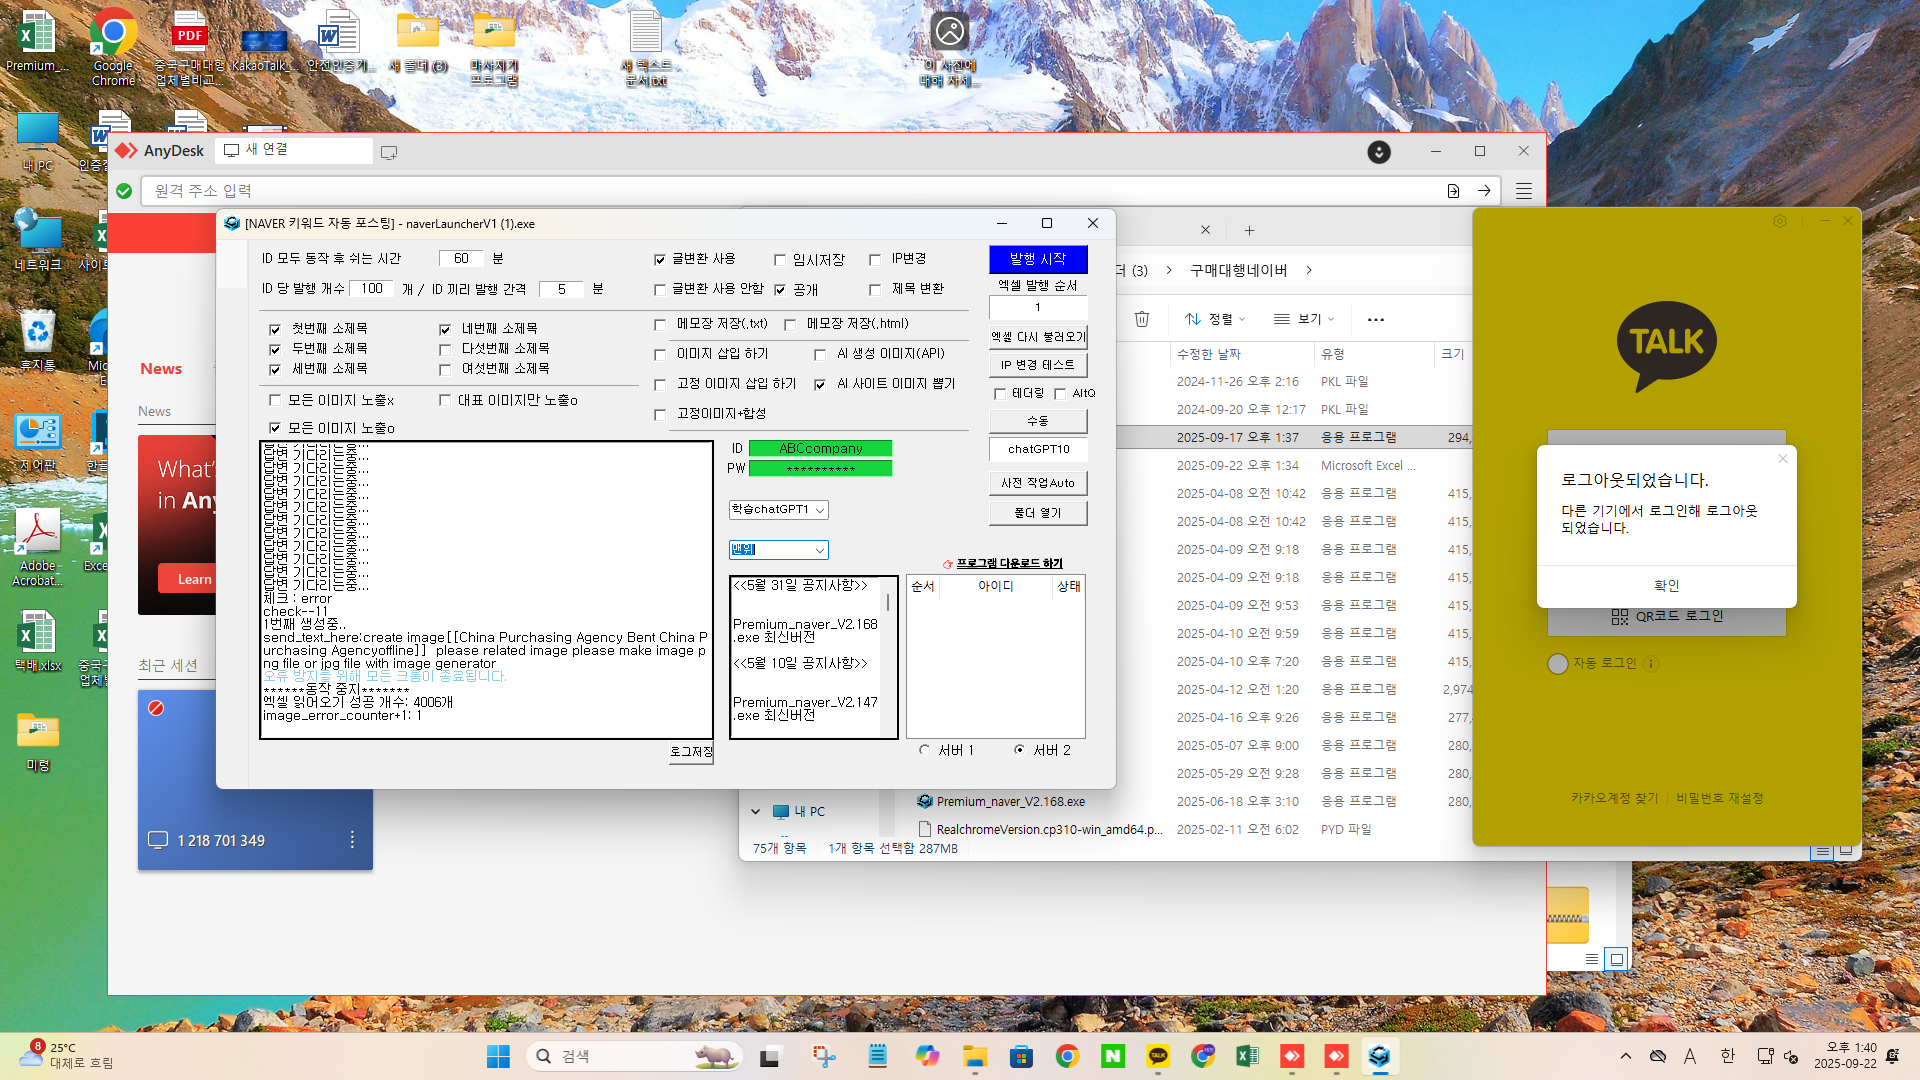 Premium_...
Google Chrome
중국구매대행 업체별비교...
KakaoTalk_...
안전인증기...
새 폴더 (3)
마사지기 프로그램
새 텍스트 문서.txt
이 사진에 대해 자세...
내 PC
네트워크
휴지통
제어판
Adobe Acrobat...
택배.xlsx
미령
AnyDesk
새 연결
원격 주소 입력
News
News
What's
in Any
Learn
최근 세션
1 218 701 349
[NAVER 키워드 자동 포스팅] - naverLauncherV1 (1).exe
ID 모두 동작 후 쉬는 시간 60 분
ID 당 발행 개수 100 개 / ID 끼리 발행 간격 5 분
글변환 사용 임시저장 IP변경
글변환 사용 안함 공개 제목 변환
첫번째 소제목 네번째 소제목
두번째 소제목 다섯번째 소제목
세번째 소제목 여섯번째 소제목
모든 이미지 노출x 대표 이미지만 노출o
모든 이미지 노출o
메모장 저장(.txt) 메모장 저장(.html)
이미지 삽입 하기 AI 생성 이미지(API)
고정 이미지 삽입 하기 AI 사이트 이미지 뽑기
고정이미지+합성
발행 시작
엑셀 발행 순서
1
엑셀 다시 불러오기
IP 변경 테스트
테더링 AltQ
수동
chatGPT10
사전 작업Auto
폴더 열기
답변 기다리는중...
답변 기다리는중...
답변 기다리는중...
답변 기다리는중...
답변 기다리는중...
답변 기다리는중...
답변 기다리는중...
답변 기다리는중...
답변 기다리는중...
답변 기다리는중...
답변 기다리는중...
체크 : error
check--11
1번째 생성중..
send_text_here:create image[[China Purchasing Agency Bent China P
urchasing Agencyoffline]] please related image please make image p
ng file or jpg file with image generator
오류 방지를 위해 모든 크롬이 종료됩니다.
******동작 중지*******
엑셀 읽어오기 성공 개수: 4006개
image_error_counter+1: 1
로그저장
ID ABCcompany
PW **********
학습chatGPT1
맨위
프로그램 다운로드 하기
<<5월 31일 공지사항>>
Premium_naver_V2.168
.exe 최신버전
<<5월 10일 공지사항>>
Premium_naver_V2.147
.exe 최신버전
순서 아이디 상태
서버 1 서버 2
더 (3) > 구매대행네이버 >
정렬 보기 ...
수정한 날짜 유형 크기
2024-11-26 오후 2:16 PKL 파일
2024-09-20 오후 12:17 PKL 파일
2025-09-17 오후 1:37 응용 프로그램 294,
2025-09-22 오후 1:34 Microsoft Excel ...
2025-04-08 오전 10:42 응용 프로그램 415,
2025-04-08 오전 10:42 응용 프로그램 415,
2025-04-09 오전 9:18 응용 프로그램 415,
2025-04-09 오전 9:18 응용 프로그램 415,
2025-04-09 오전 9:53 응용 프로그램 415,
2025-04-10 오전 9:59 응용 프로그램 415,
2025-04-10 오전 7:20 응용 프로그램 415,
2025-04-12 오전 1:20 응용 프로그램 2,974
2025-04-16 오후 9:26 응용 프로그램 277,
2025-05-07 오후 9:00 응용 프로그램 280,
2025-05-29 오전 9:28 응용 프로그램 280,
Premium_naver_V2.168.exe 2025-06-18 오후 3:10 응용 프로그램 280,
RealchromeVersion.cp310-win_amd64.p... 2025-02-11 오전 6:02 PYD 파일
내 PC
75개 항목 1개 항목 선택함 287MB
TALK
로그아웃되었습니다.
다른 기기에서 로그인해 로그아웃
되었습니다.
확인
QR코드 로그인
자동 로그인
카카오계정 찾기 | 비밀번호 재설정
8
25°C
대체로 흐림
검색
A
한
오후 1:40
2025-09-22